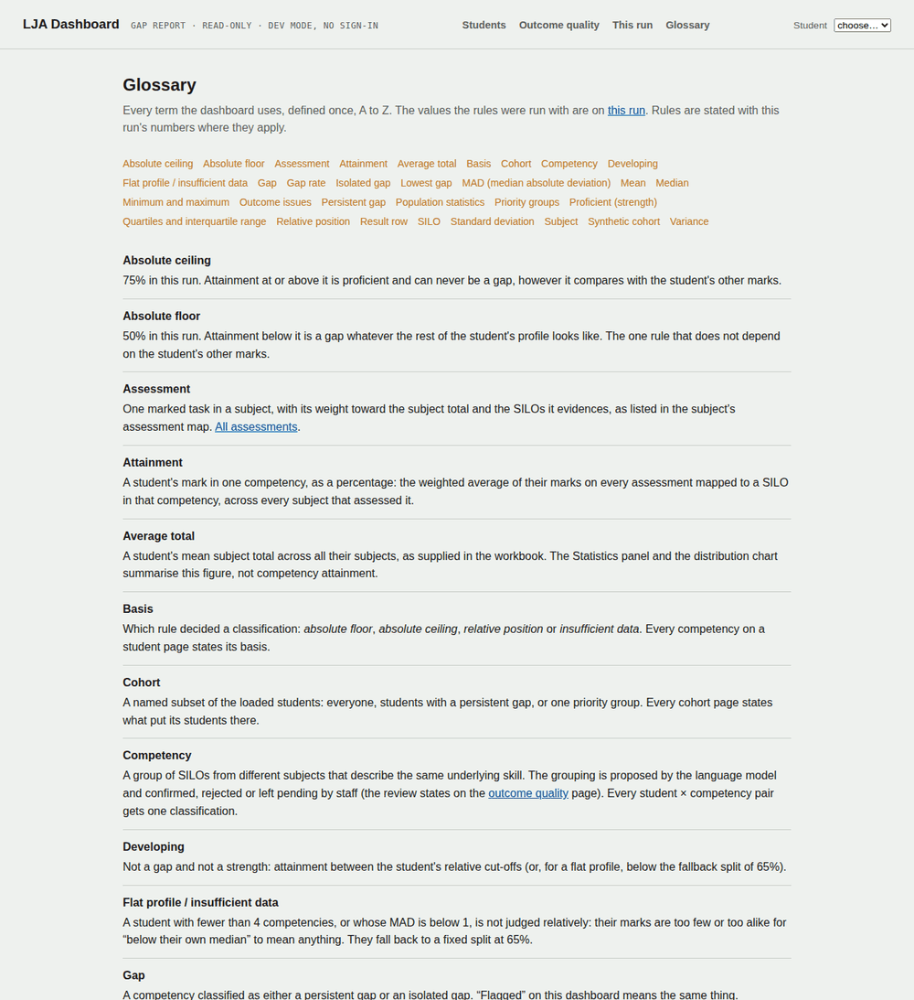 LJA Dashboard GAP REPORT · READ-ONLY · DEV MODE, NO SIGN-IN Students Outcome quality This run Glossary Student choose…
Glossary
Every term the dashboard uses, defined once, A to Z. The values the rules were run with are on this run. Rules are stated with this
run's numbers where they apply.
Absolute ceiling Absolute floor Assessment Attainment Average total Basis Cohort Competency Developing
Flat profile / insufficient data Gap Gap rate Isolated gap Lowest gap MAD (median absolute deviation) Mean Median
Minimum and maximum Outcome issues Persistent gap Population statistics Priority groups Proficient (strength)
Quartiles and interquartile range Relative position Result row SILO Standard deviation Subject Synthetic cohort Variance
Absolute ceiling
75% in this run. Attainment at or above it is proficient and can never be a gap, however it compares with the student's other marks.
Absolute floor
50% in this run. Attainment below it is a gap whatever the rest of the student's profile looks like. The one rule that does not depend
on the student's other marks.
Assessment
One marked task in a subject, with its weight toward the subject total and the SILOs it evidences, as listed in the subject's
assessment map. All assessments.
Attainment
A student's mark in one competency, as a percentage: the weighted average of their marks on every assessment mapped to a SILO
in that competency, across every subject that assessed it.
Average total
A student's mean subject total across all their subjects, as supplied in the workbook. The Statistics panel and the distribution chart
summarise this figure, not competency attainment.
Basis
Which rule decided a classification: absolute floor, absolute ceiling, relative position or insufficient data. Every competency on a
student page states its basis.
Cohort
A named subset of the loaded students: everyone, students with a persistent gap, or one priority group. Every cohort page states
what put its students there.
Competency
A group of SILOs from different subjects that describe the same underlying skill. The grouping is proposed by the language model
and confirmed, rejected or left pending by staff (the review states on the outcome quality page). Every student × competency pair
gets one classification.
Developing
Not a gap and not a strength: attainment between the student's relative cut-offs (or, for a flat profile, below the fallback split of 65%).
Flat profile / insufficient data
A student with fewer than 4 competencies, or whose MAD is below 1, is not judged relatively: their marks are too few or too alike for
“below their own median” to mean anything. They fall back to a fixed split at 65%.
Gap
A competency classified as either a persistent gap or an isolated gap. “Flagged” on this dashboard means the same thing.